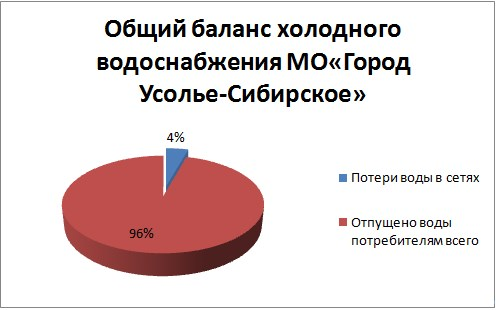 Общий баланс холодного
водоснабжения МО«Город
Усолье-Сибирское»
4%
96%
Потери воды в сетях
Отпущено воды
потребителям всего